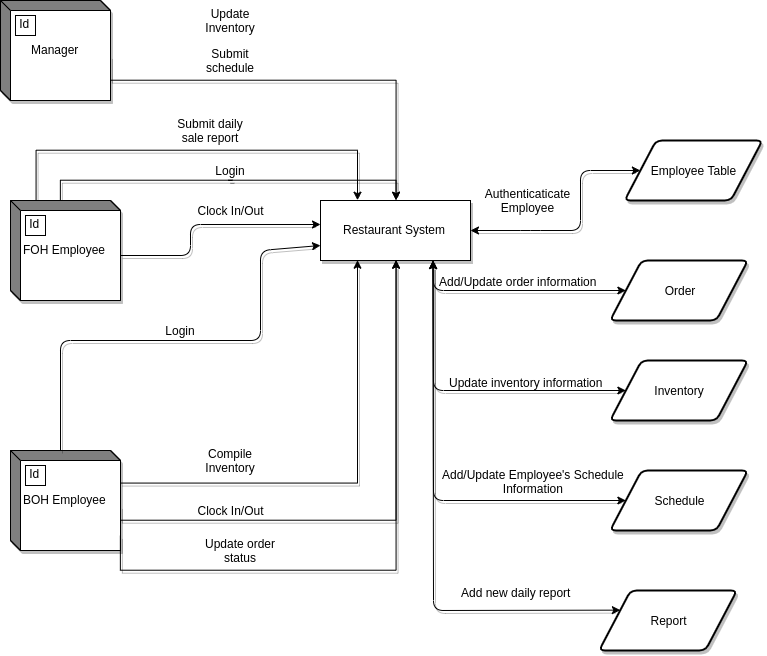 Id
Manager
Update
Inventory
Submit
schedule
Submit daily
sale report
Login
Id
FOH Employee
Clock In/Out
Restaurant System
Authenticaticate
Employee
Employee Table
Add/Update order information
Order
Login
Update inventory information
Inventory
Id
BOH Employee
Compile
Inventory
Add/Update Employee's Schedule
Information
Schedule
Clock In/Out
Update order
status
Add new daily report
Report